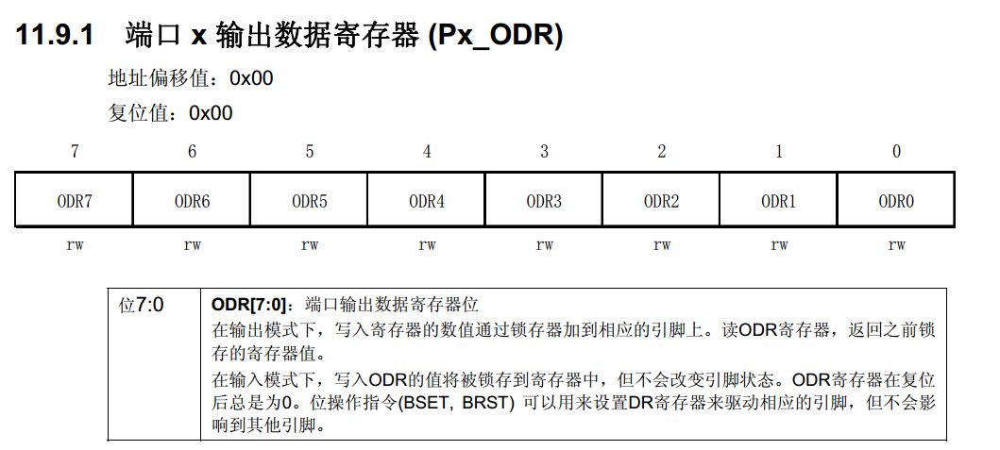 11.9.1 端口 x 输出数据寄存器 (Px_ODR)
地址偏移值：0x00
复位值：0x00
7 6 5 4 3 2 1 0
ODR7 ODR6 ODR5 ODR4 ODR3 ODR2 ODR1 ODR0
rw rw rw rw rw rw rw rw
位7:0 ODR[7:0]：端口输出数据寄存器位
在输出模式下，写入寄存器的数值通过锁存器加到相应的引脚上。读ODR寄存器，返回之前锁
存的寄存器值。
在输入模式下，写入ODR的值将被锁存到寄存器中，但不会改变引脚状态。ODR寄存器在复位
后总是为0。位操作指令(BSET, BRST) 可以用来设置DR寄存器来驱动相应的引脚，但不会影
响到其他引脚。